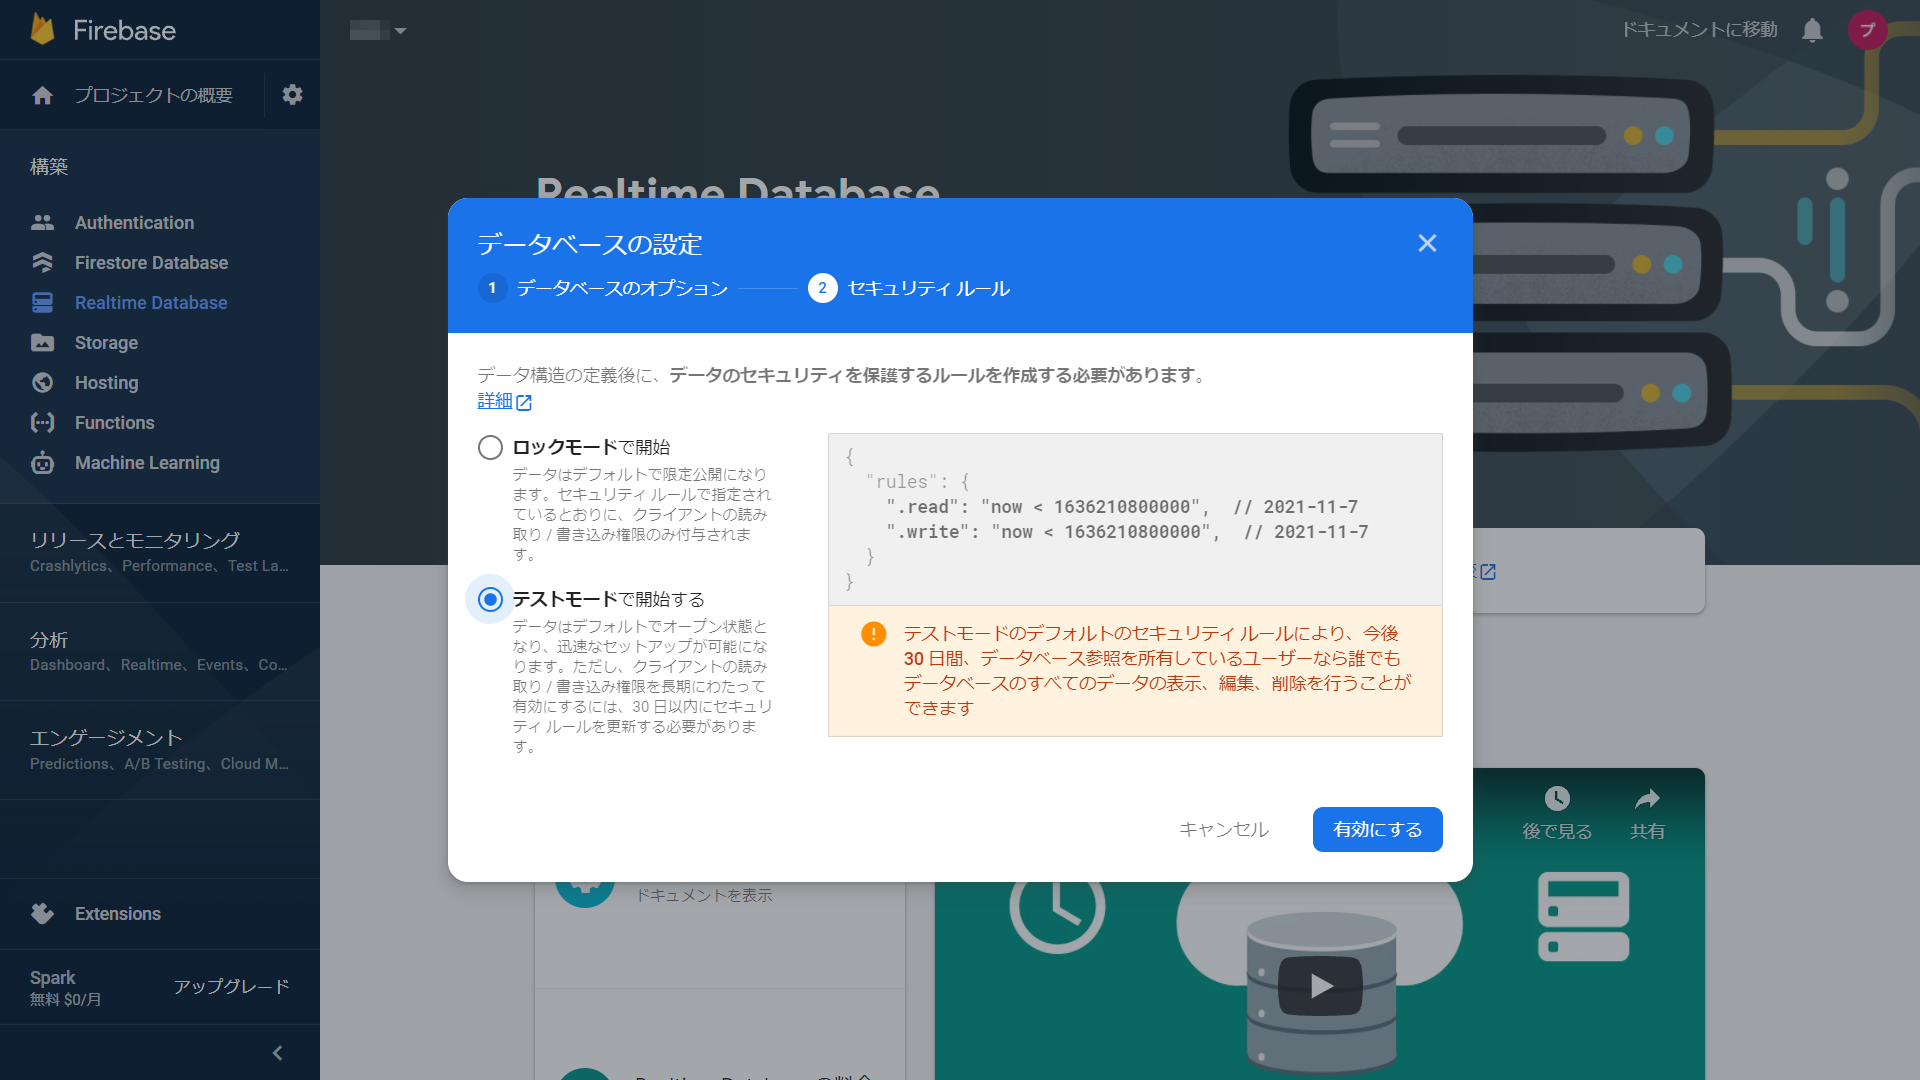 Firebase
プロジェクトの概要
構築
Authentication
Firestore Database
Realtime Database
Storage
Hosting
Functions
Machine Learning
リリースとモニタリング
Crashlytics、Performance、Test La...
分析
Dashboard、Realtime、Events、Co...
エンゲージメント
Predictions、A/B Testing、Cloud M...
Extensions
Spark
無料 $0/月
アップグレード
ドキュメントに移動
プ
Realtime Database
データベースの設定
1 データベースのオプション
2 セキュリティ ルール
データ構造の定義後に、データのセキュリティを保護するルールを作成する必要があります。
詳細
ロックモードで開始
データはデフォルトで限定公開になり
ます。セキュリティ ルールで指定され
ているとおりに、クライアントの読み
取り / 書き込み権限のみ付与されま
す。
テストモードで開始する
データはデフォルトでオープン状態と
なり、迅速なセットアップが可能にな
ります。ただし、クライアントの読み
取り / 書き込み権限を長期にわたって
有効にするには、30 日以内にセキュリ
ティ ルールを更新する必要がありま
す。
{
"rules": {
".read": "now < 1636210800000", // 2021-11-7
".write": "now < 1636210800000", // 2021-11-7
}
}
テストモードのデフォルトのセキュリティ ルールにより、今後
30 日間、データベース参照を所有しているユーザーなら誰でも
データベースのすべてのデータの表示、編集、削除を行うことが
できます
キャンセル
有効にする
後で見る
共有
ドキュメントを表示
Realtime Database の料金